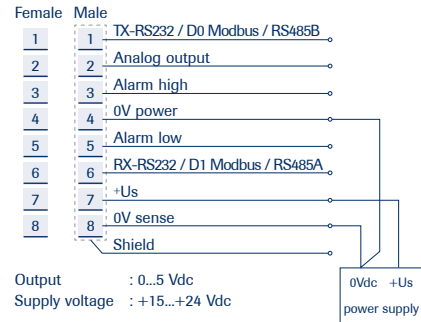 Female Male
1 1 TX-RS232 / D0 Modbus / RS485B
2 2 Analog output
3 3 Alarm high
4 4 0V power
5 5 Alarm low
6 6 RX-RS232 / D1 Modbus / RS485A
7 7 +Us
8 8 0V sense
Shield
Output : 0...5 Vdc
Supply voltage : +15...+24 Vdc
0Vdc +Us
power supply